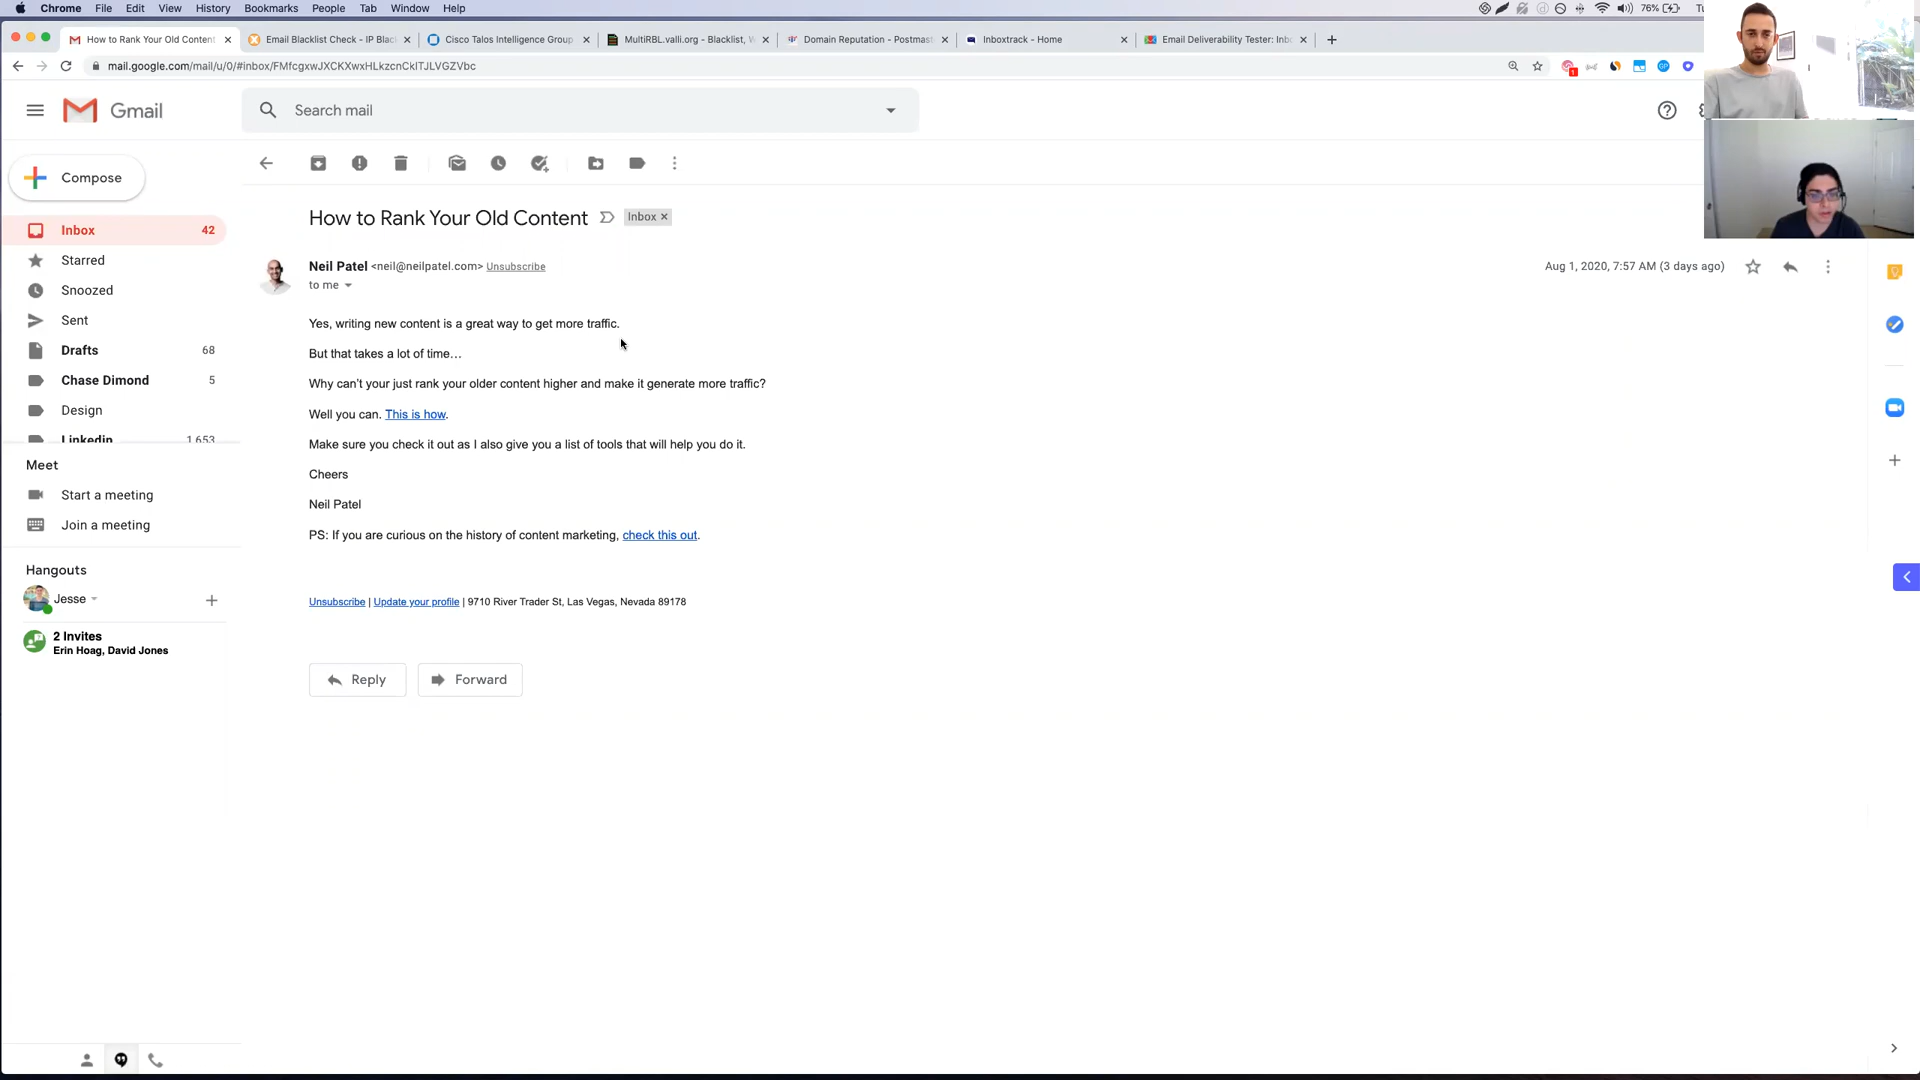 Chrome File Edit View History Bookmarks People Tab Window Help
76%
How to Rank Your Old Content
Email Blacklist Check - IP Blac
Cisco Talos Intelligence Group
MultiRBL.valli.org - Blacklist, W
Domain Reputation - Postmast
Inboxtrack - Home
Email Deliverability Tester: Inb
mail.google.com/mail/u/0/#inbox/FMfcgxwJXCKXwxHLkzcnCklTJLVGZVbc
1
Gmail
Search mail
Compose
Inbox 42
Starred
Snoozed
Sent
Drafts 68
Chase Dimond 5
Design
Linkedin 1,653
Meet
Start a meeting
Join a meeting
Hangouts
Jesse
2 Invites
Erin Hoag, David Jones
How to Rank Your Old Content
Inbox
Neil Patel <neil@neilpatel.com> Unsubscribe
Aug 1, 2020, 7:57 AM (3 days ago)
to me
Yes, writing new content is a great way to get more traffic.
But that takes a lot of time…
Why can't your just rank your older content higher and make it generate more traffic?
Well you can. This is how.
Make sure you check it out as I also give you a list of tools that will help you do it.
Cheers
Neil Patel
PS: If you are curious on the history of content marketing, check this out.
Unsubscribe | Update your profile | 9710 River Trader St, Las Vegas, Nevada 89178
Reply
Forward